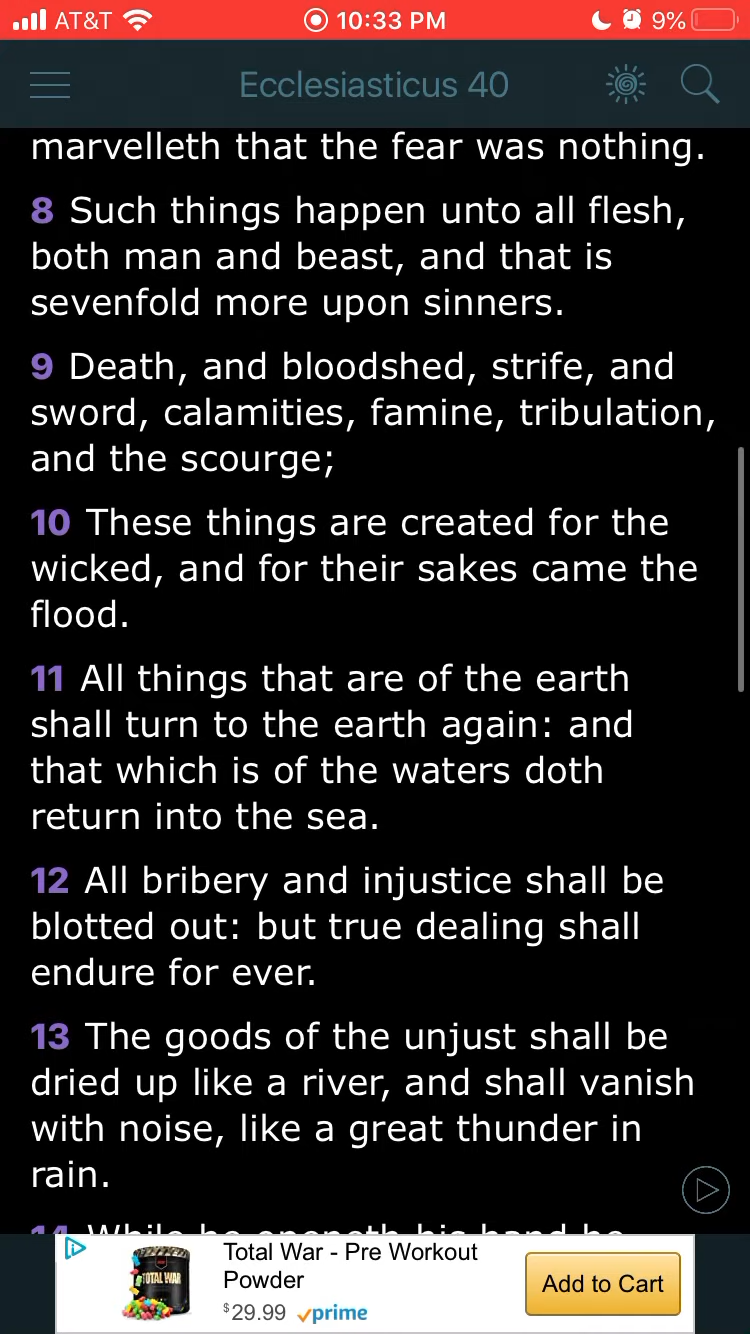 AT&T 10:33 PM 9%
Ecclesiasticus 40
marvelleth that the fear was nothing.
8 Such things happen unto all flesh,
both man and beast, and that is
sevenfold more upon sinners.
9 Death, and bloodshed, strife, and
sword, calamities, famine, tribulation,
and the scourge;
10 These things are created for the
wicked, and for their sakes came the
flood.
11 All things that are of the earth
shall turn to the earth again: and
that which is of the waters doth
return into the sea.
12 All bribery and injustice shall be
blotted out: but true dealing shall
endure for ever.
13 The goods of the unjust shall be
dried up like a river, and shall vanish
with noise, like a great thunder in
rain.
14 While he openeth his hand he
Total War - Pre Workout
Powder
$29.99 prime
Add to Cart
TOTAL WAR